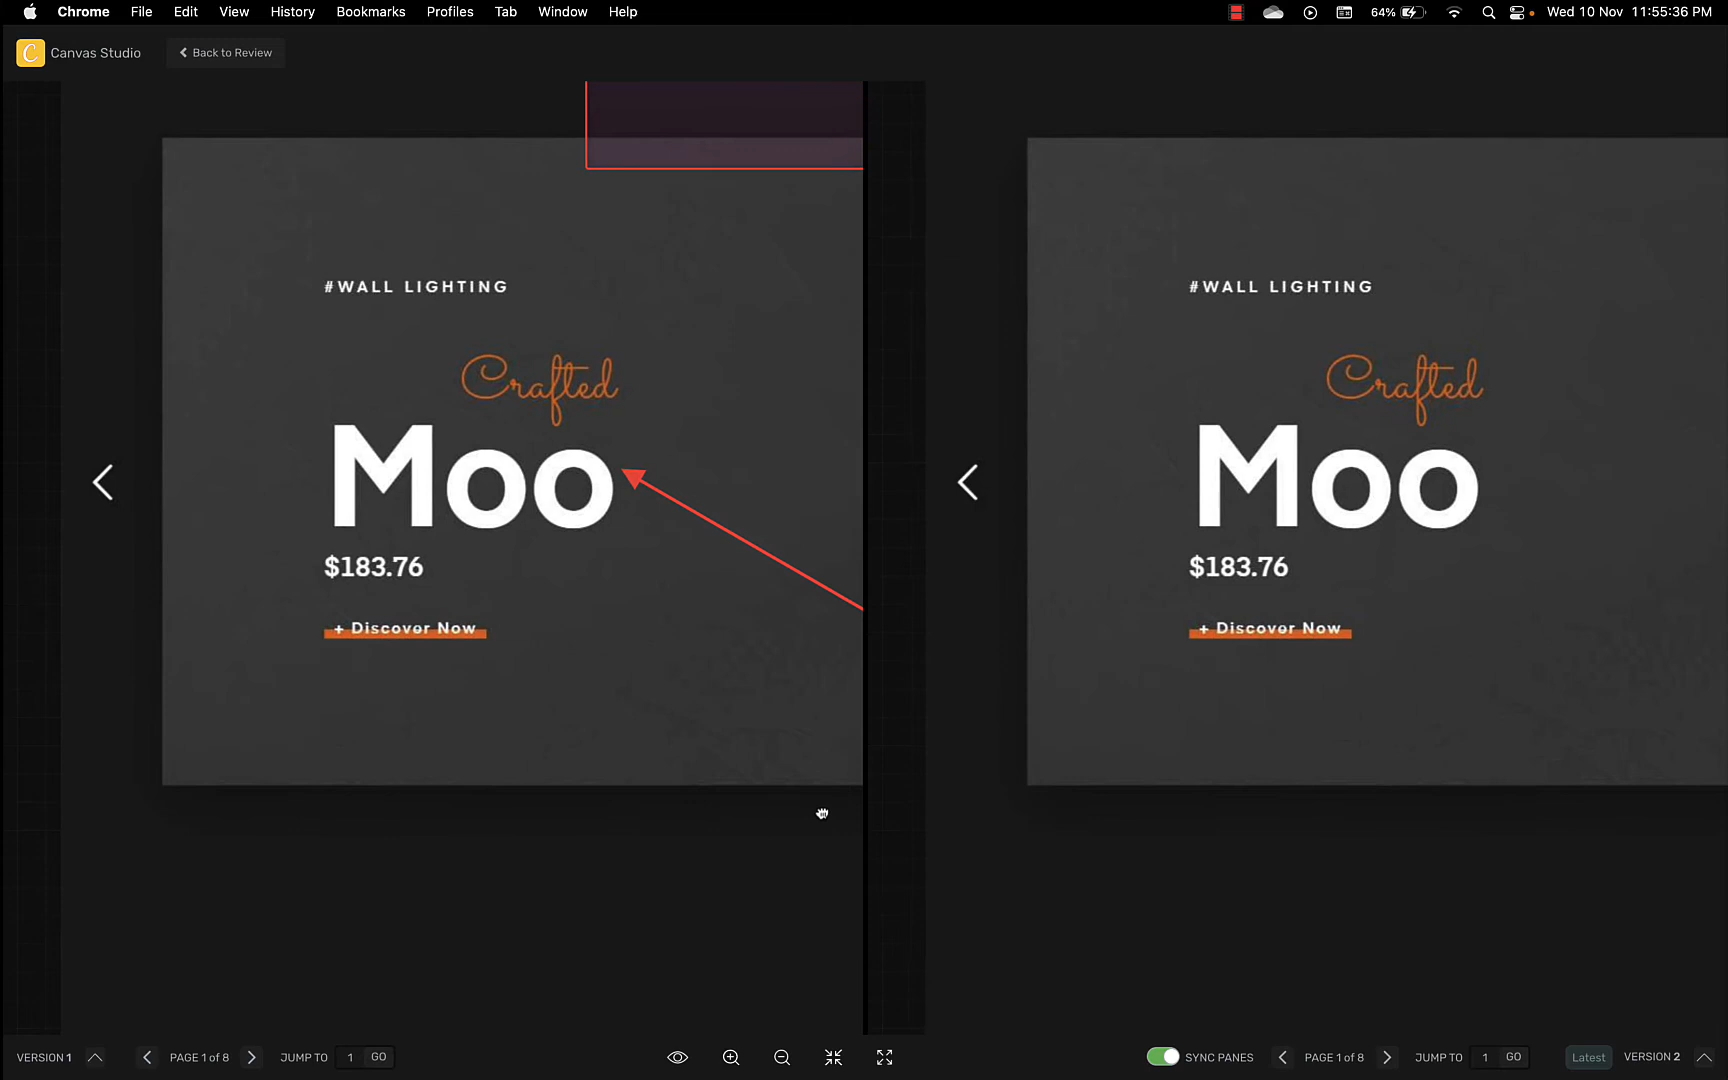 Chrome File Edit View History Bookmarks Profiles Tab Window Help 64% Wed 10 Nov 11:55:36 PM
C Canvas Studio Back to Review
#WALL LIGHTING
Crafted
Moo
$183.76
+ Discover Now
#WALL LIGHTING
Crafted
Moo
$183.76
+ Discover Now
VERSION 1 PAGE 1 of 8 JUMP TO 1 GO SYNC PANES PAGE 1 of 8 JUMP TO 1 GO Latest VERSION 2